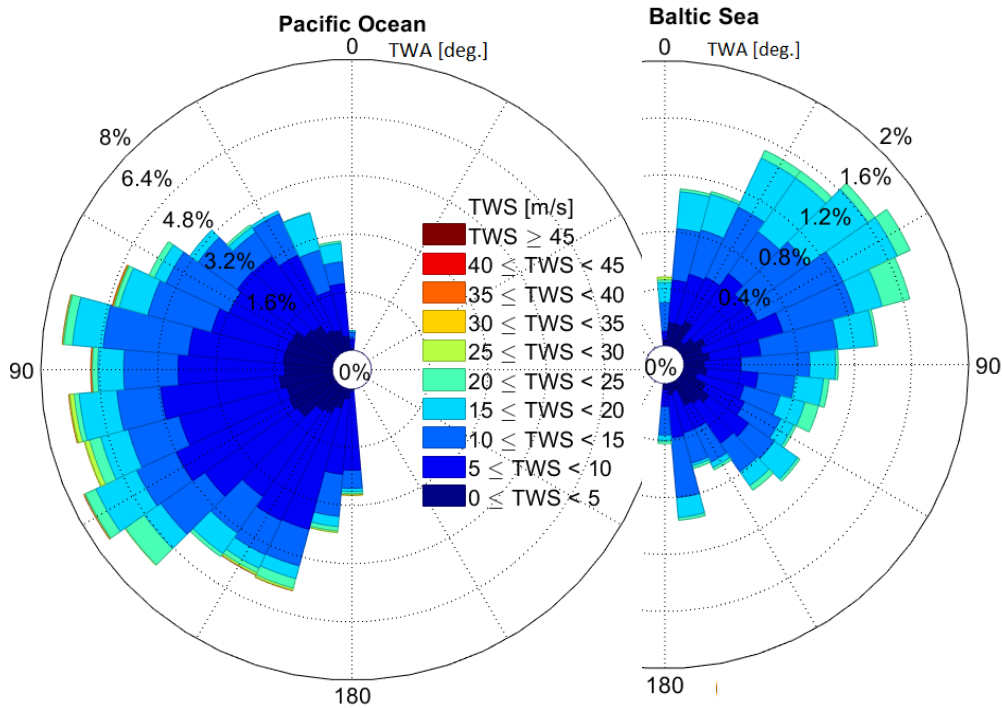 Pacific Ocean
0
TWA [deg.]
8%
6.4%
4.8%
3.2%
1.6%
0%
90
180
TWS [m/s]
TWS ≥ 45
40 ≤ TWS < 45
35 ≤ TWS < 40
30 ≤ TWS < 35
25 ≤ TWS < 30
20 ≤ TWS < 25
15 ≤ TWS < 20
10 ≤ TWS < 15
5 ≤ TWS < 10
0 ≤ TWS < 5
Baltic Sea
0
TWA [deg.]
2%
1.6%
1.2%
0.8%
0.4%
0%
90
180